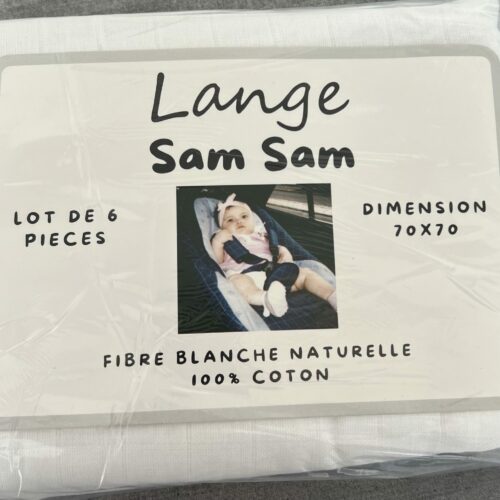 Lange
Sam Sam
LOT DE 6
PIECES
DIMENSION
70X70
FIBRE BLANCHE NATURELLE
100% COTON